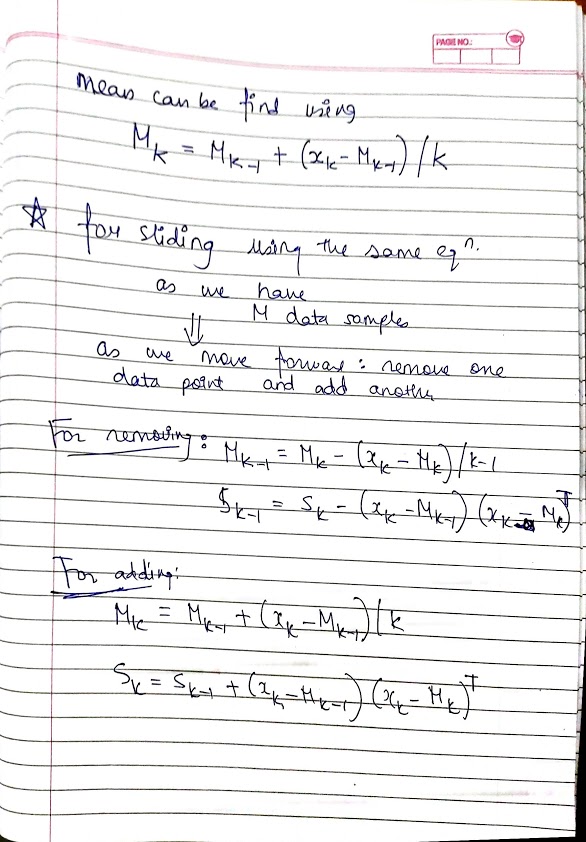 PAGE NO.:
Mean can be find using
M_k = M_{k-1} + (x_k - M_{k-1}) / k
☆ for sliding using the same eqⁿ.
as we have
M data samples
⇓
as we move forward : remove one
data point and add another
For removing : M_{k-1} = M_k - (x_k - M_k) / k-1
S_{k-1} = S_k - (x_k - M_{k-1}) (x_k - M_k)^T
For adding:
M_k = M_{k-1} + (x_k - M_{k-1}) / k
S_k = S_{k-1} + (x_k - M_{k-1}) (x_k - M_k)^T